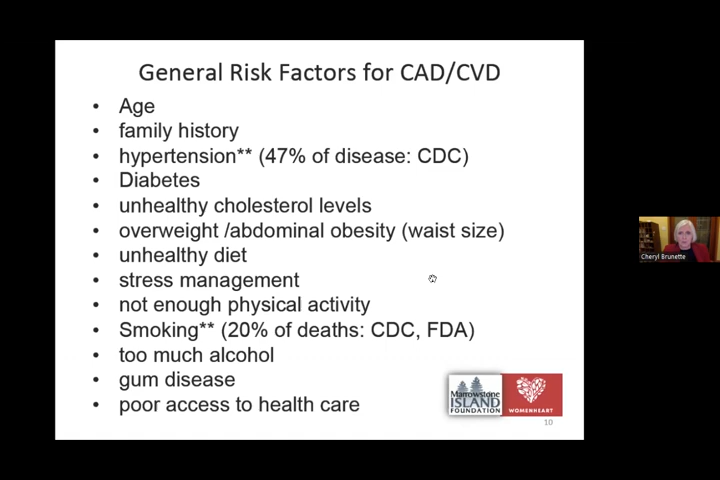 General Risk Factors for CAD/CVD
• Age
• family history
• hypertension** (47% of disease: CDC)
• Diabetes
• unhealthy cholesterol levels
• overweight /abdominal obesity (waist size)
• unhealthy diet
• stress management
• not enough physical activity
• Smoking** (20% of deaths: CDC, FDA)
• too much alcohol
• gum disease
• poor access to health care
Marrowstone
ISLAND
FOUNDATION
WOMENHEART
10
Cheryl Brunette